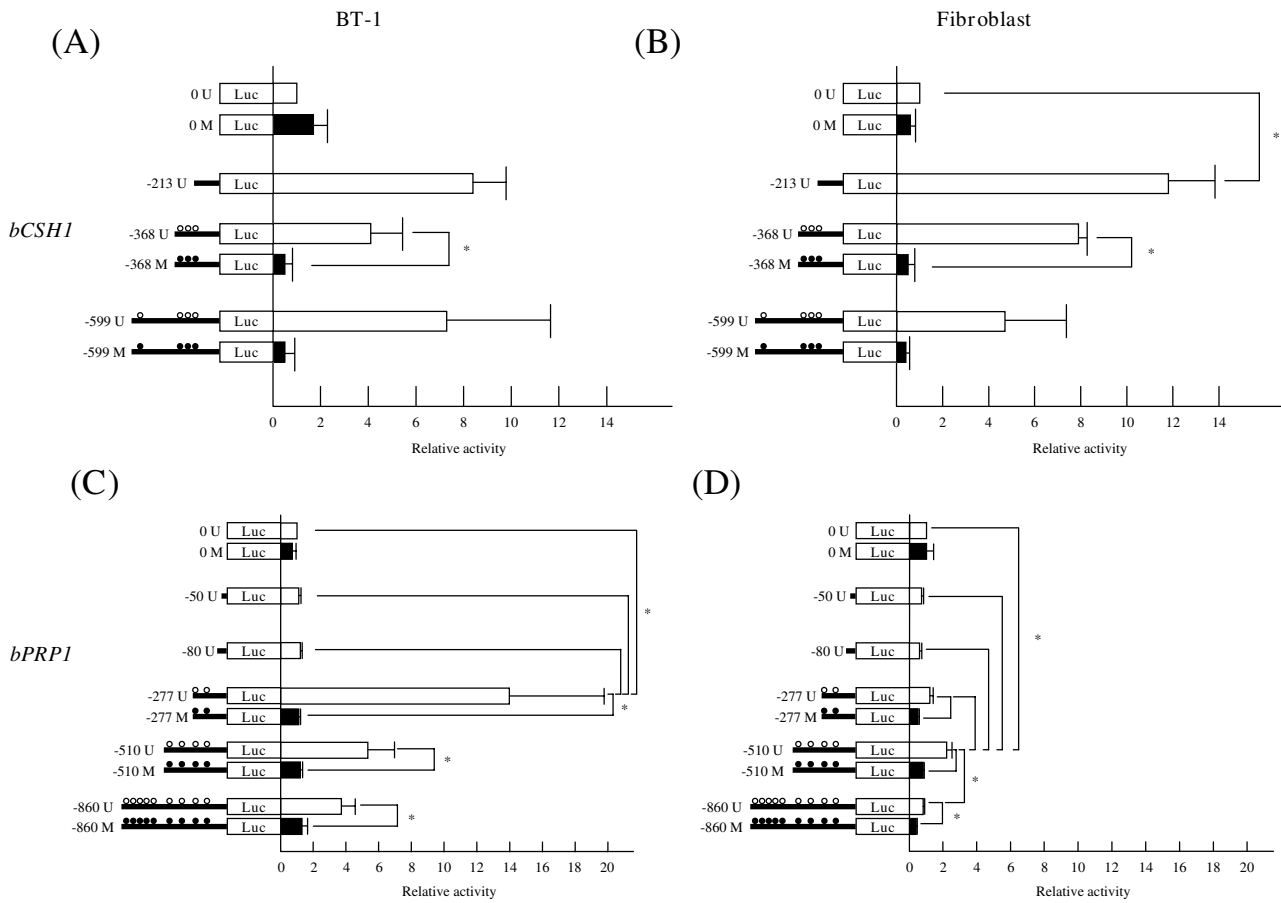 BT-1
Fibroblast
(A)
(B)
bCSH1
0 U Luc
0 M Luc
-213 U Luc
-368 U Luc
-368 M Luc
*
-599 U Luc
-599 M Luc
0 2 4 6 8 10 12 14
Relative activity
0 U Luc
0 M Luc
*
-213 U Luc
-368 U Luc
-368 M Luc
*
-599 U Luc
-599 M Luc
0 2 4 6 8 10 12 14
Relative activity
(C)
(D)
bPRP1
0 U Luc
0 M Luc
-50 U Luc
*
-80 U Luc
-277 U Luc
*
-277 M Luc
-510 U Luc
*
-510 M Luc
-860 U Luc
*
-860 M Luc
0 2 4 6 8 10 12 14 16 18 20
Relative activity
0 U Luc
0 M Luc
-50 U Luc
*
-80 U Luc
-277 U Luc
-277 M Luc
-510 U Luc
-510 M Luc
*
-860 U Luc
*
-860 M Luc
0 2 4 6 8 10 12 14 16 18 20
Relative activity